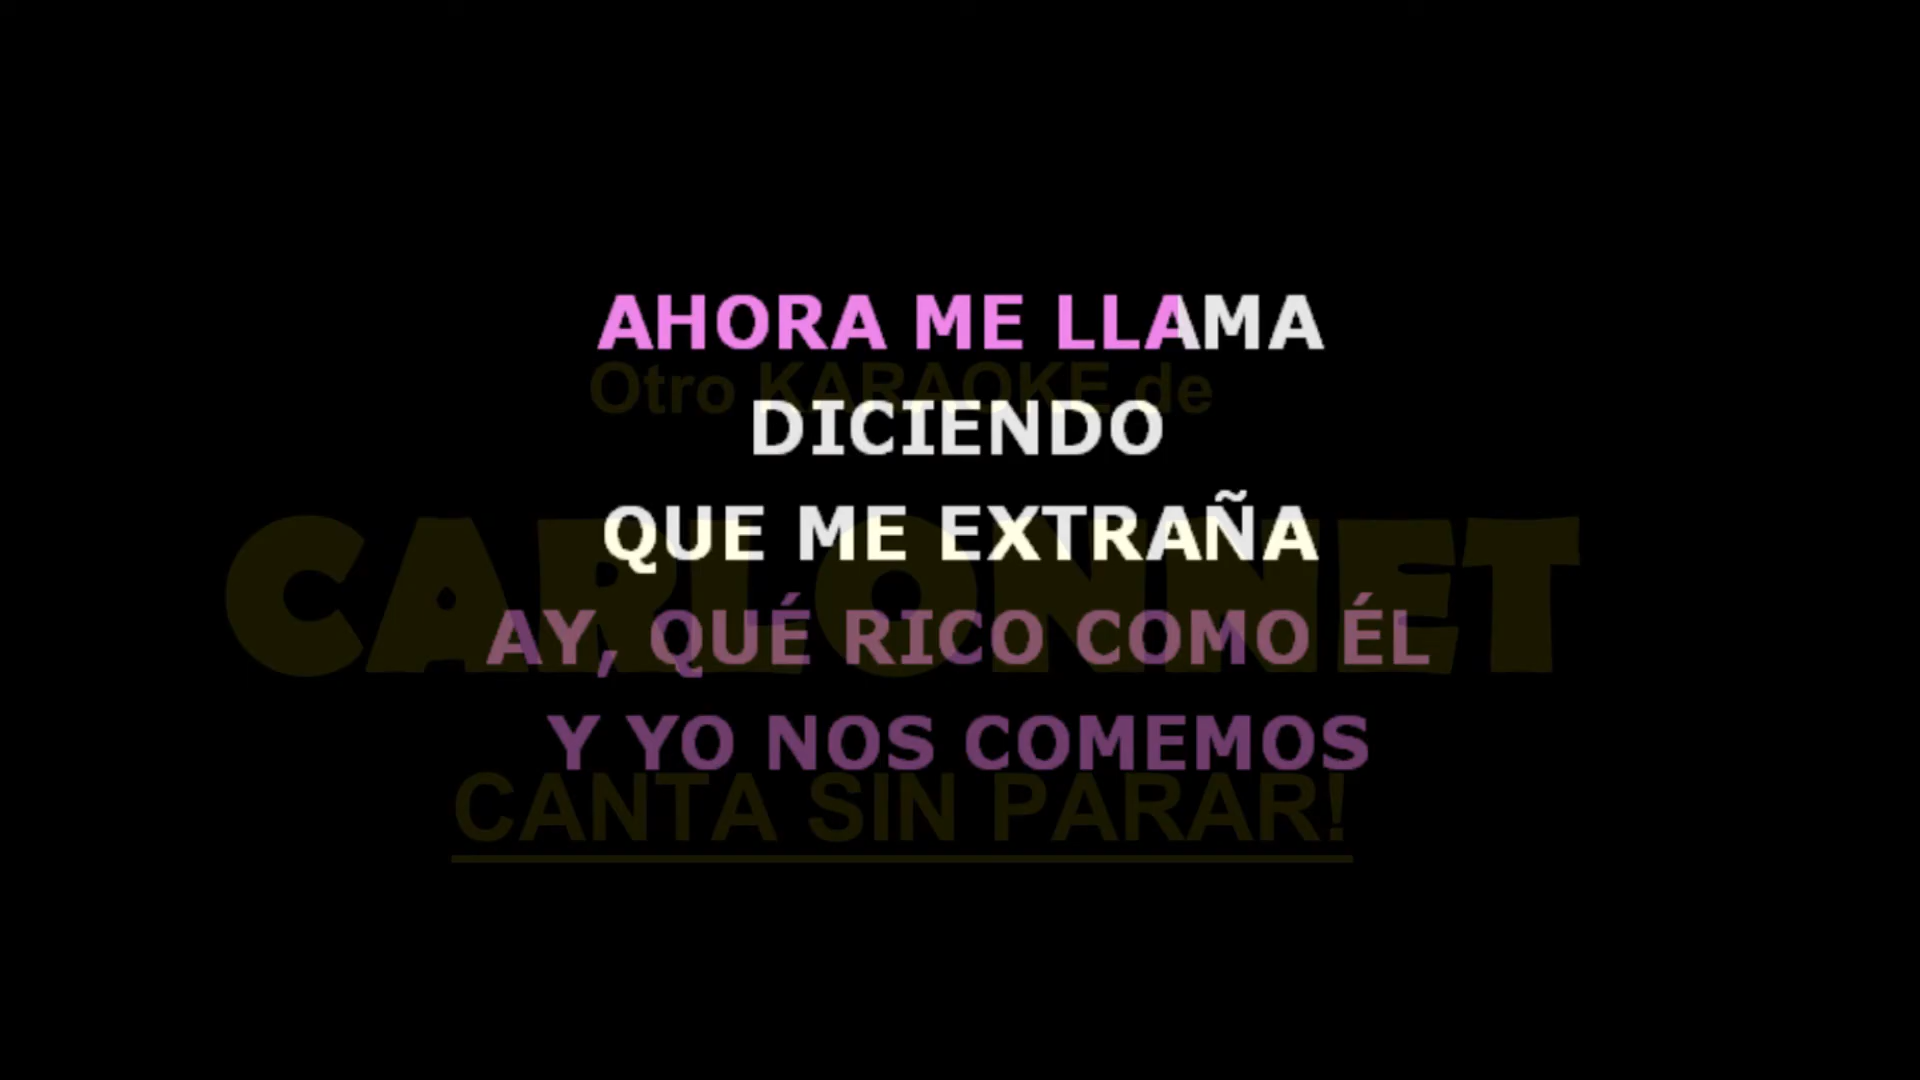 AHORA ME LLAMA
Otro KARAOKE de
DICIENDO
QUE ME EXTRAÑA
CARLONNET
AY, QUÉ RICO COMO ÉL
Y YO NOS COMEMOS
CANTA SIN PARAR!